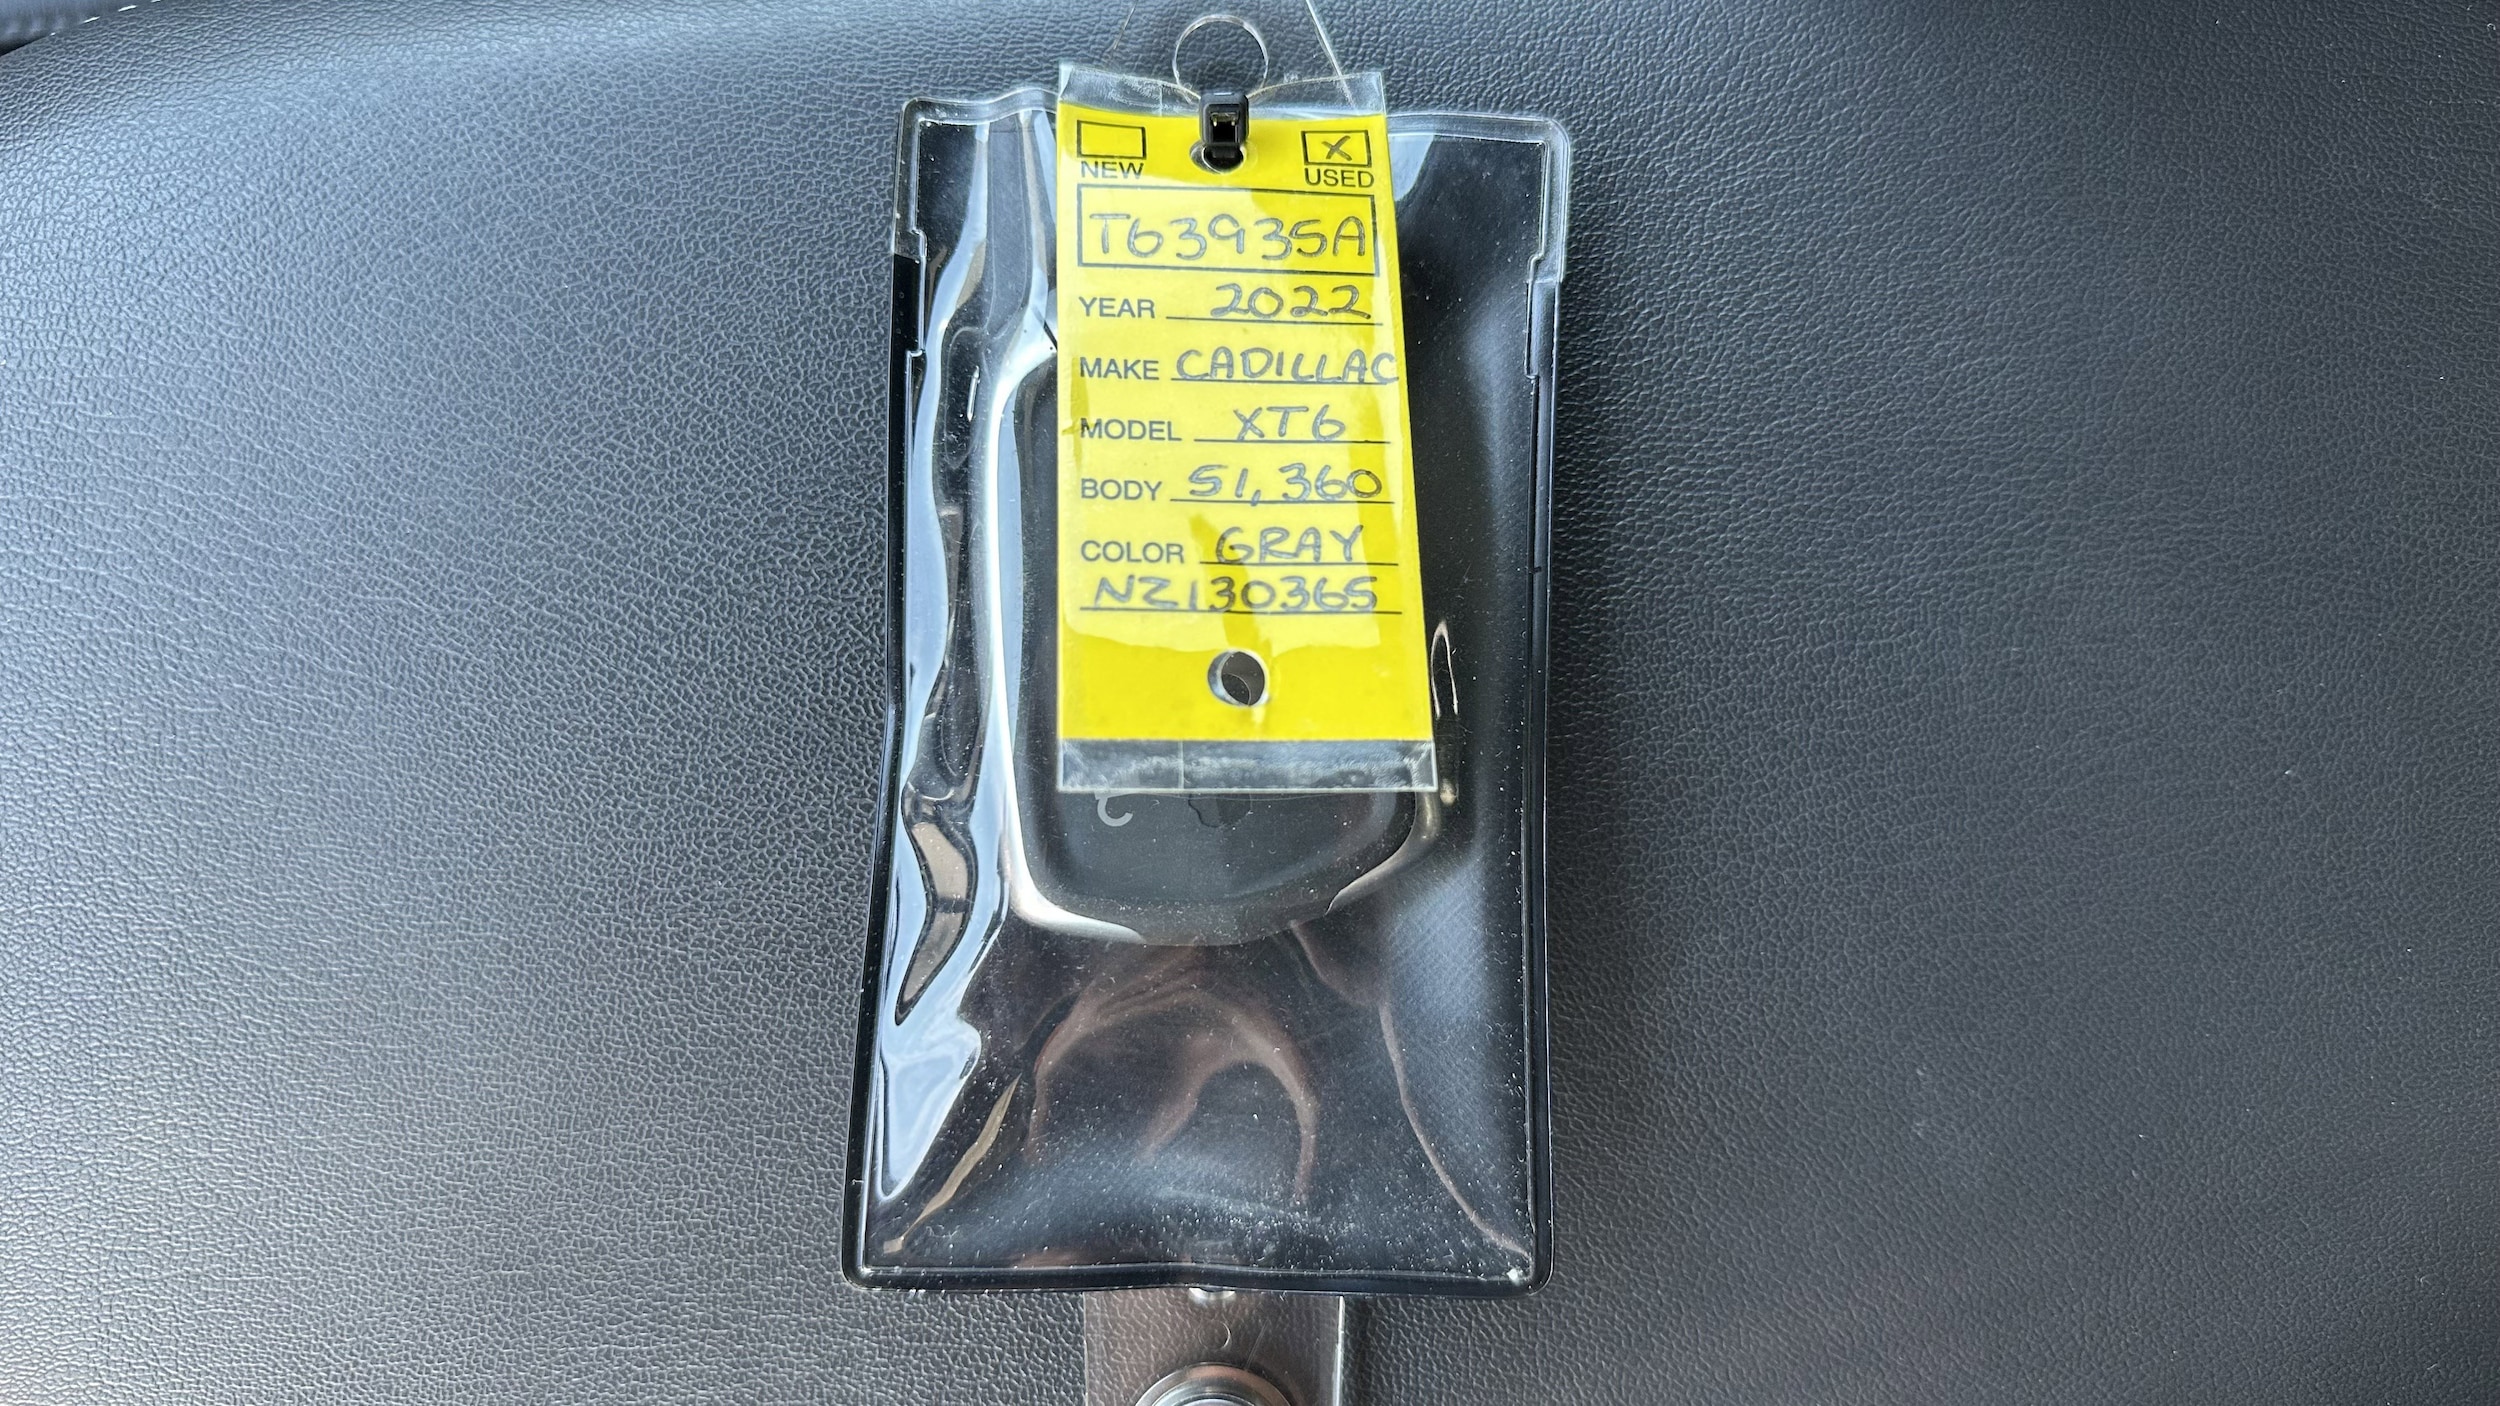 NEW X USED
T63935A
YEAR 2022
MAKE CADILLAC
MODEL XT6
BODY 51,360
COLOR GRAY
NZ130365